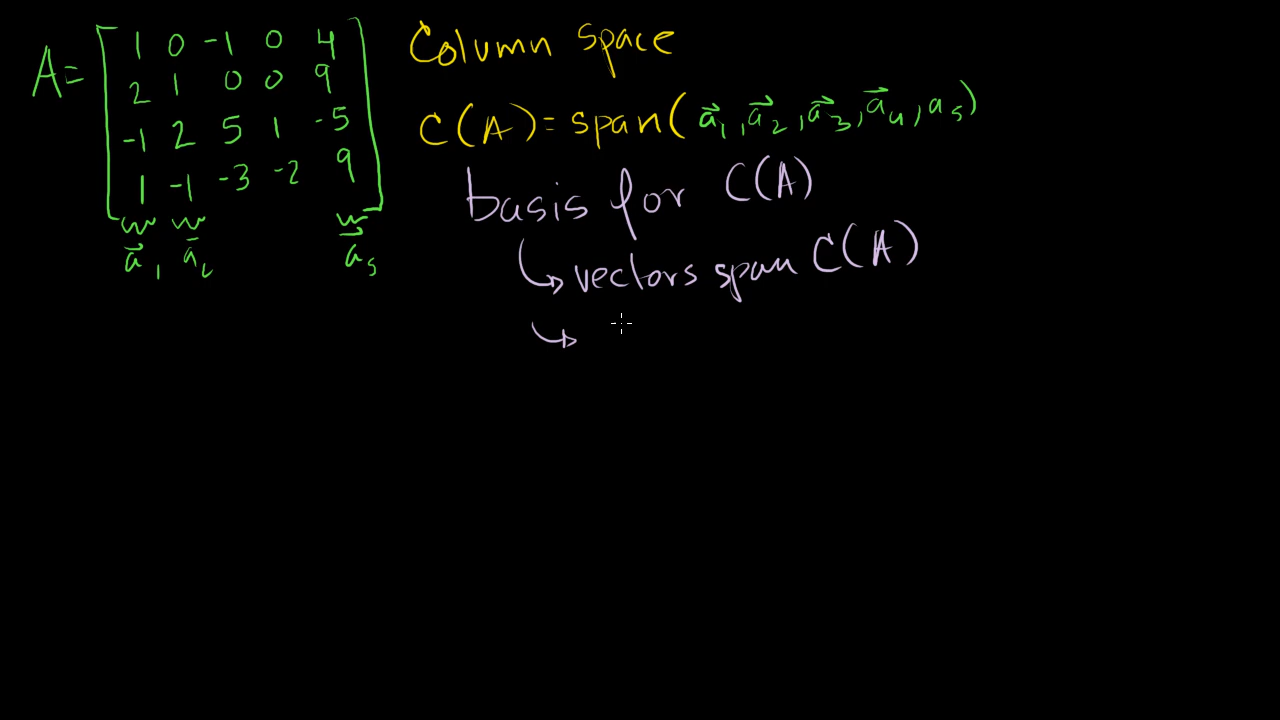 A = [ 1 0 -1 0 4
2 1 0 0 9
-1 2 5 1 -5
1 -1 -3 -2 9 ]
a⃗₁ a⃗₂ a⃗₅
Column space
C(A) = span( a⃗₁, a⃗₂, a⃗₃, a⃗₄, a₅)
basis for C(A)
↳ vectors span C(A)
↳